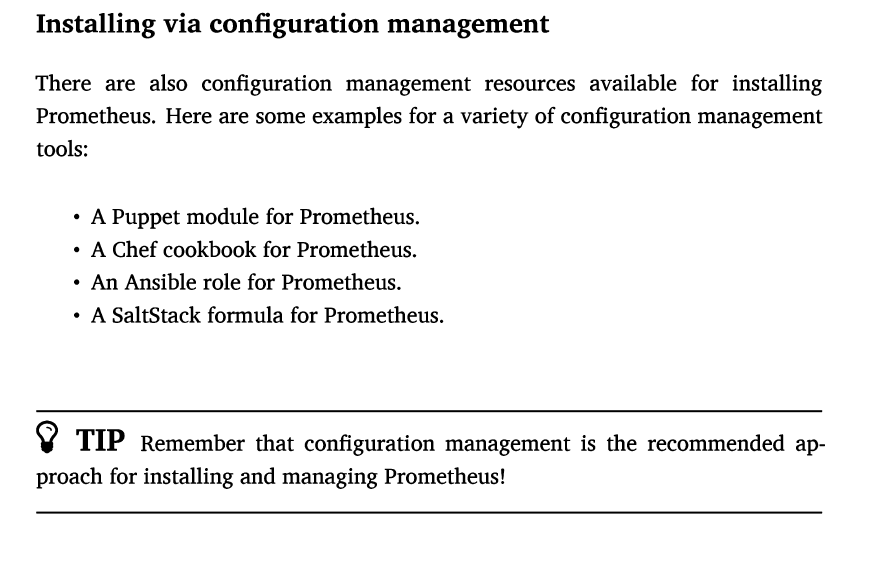 Installing via configuration management
There are also configuration management resources available for installing
Prometheus. Here are some examples for a variety of configuration management
tools:
• A Puppet module for Prometheus.
• A Chef cookbook for Prometheus.
• An Ansible role for Prometheus.
• A SaltStack formula for Prometheus.
TIP Remember that configuration management is the recommended ap-
proach for installing and managing Prometheus!